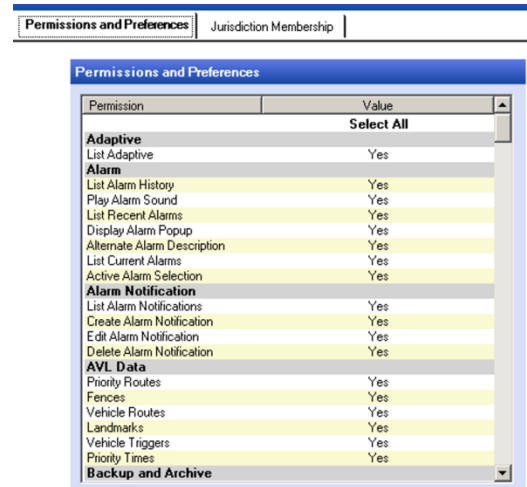 Permissions and Preferences Jurisdiction Membership
Permissions and Preferences
Permission Value
Select All
Adaptive
List Adaptive Yes
Alarm
List Alarm History Yes
Play Alarm Sound Yes
List Recent Alarms Yes
Display Alarm Popup Yes
Alternate Alarm Description Yes
List Current Alarms Yes
Active Alarm Selection Yes
Alarm Notification
List Alarm Notifications Yes
Create Alarm Notification Yes
Edit Alarm Notification Yes
Delete Alarm Notification Yes
AVL Data
Priority Routes Yes
Fences Yes
Vehicle Routes Yes
Landmarks Yes
Vehicle Triggers Yes
Priority Times Yes
Backup and Archive